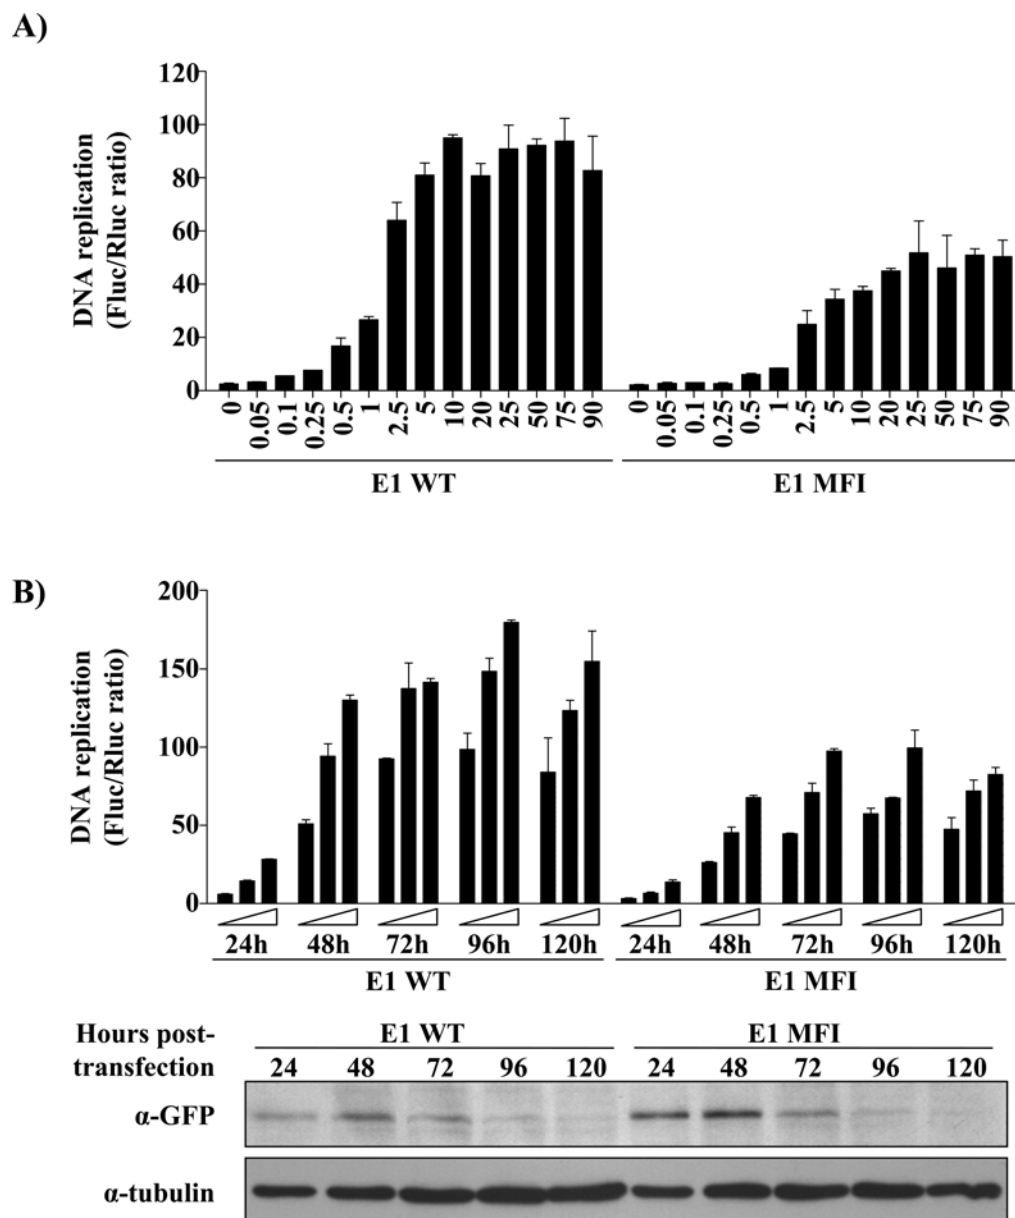 A)
DNA replication
(Fluc/Rluc ratio)
120
100
80
60
40
20
0
0 0.05 0.1 0.25 0.5 1 2.5 5 10 20 25 50 75 90 0 0.05 0.1 0.25 0.5 1 2.5 5 10 20 25 50 75 90
E1 WT E1 MFI
B)
DNA replication
(Fluc/Rluc ratio)
200
150
100
50
0
24h 48h 72h 96h 120h 24h 48h 72h 96h 120h
E1 WT E1 MFI
Hours post- E1 WT E1 MFI
transfection 24 48 72 96 120 24 48 72 96 120
α-GFP
α-tubulin